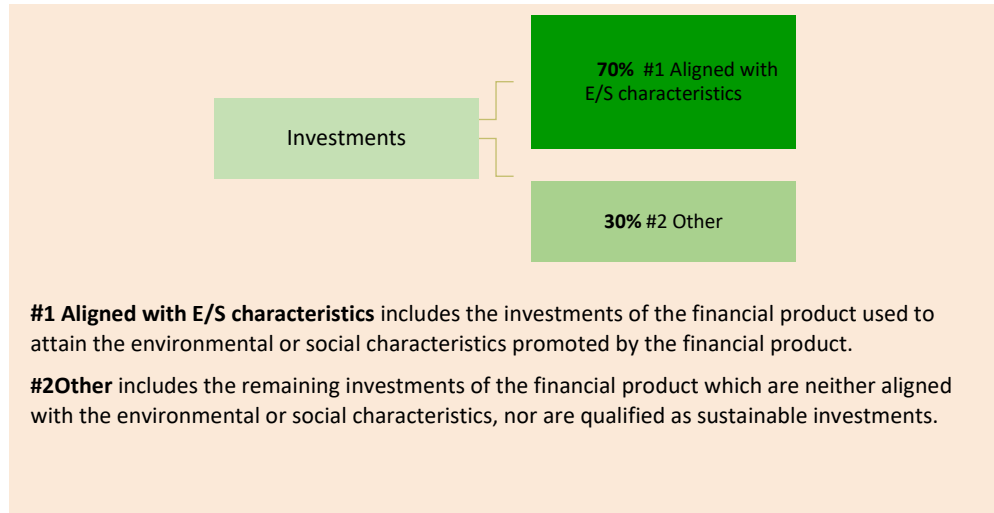 70% #1 Aligned with
E/S characteristics
Investments
30% #2 Other
#1 Aligned with E/S characteristics includes the investments of the financial product used to
attain the environmental or social characteristics promoted by the financial product.
#2Other includes the remaining investments of the financial product which are neither aligned
with the environmental or social characteristics, nor are qualified as sustainable investments.